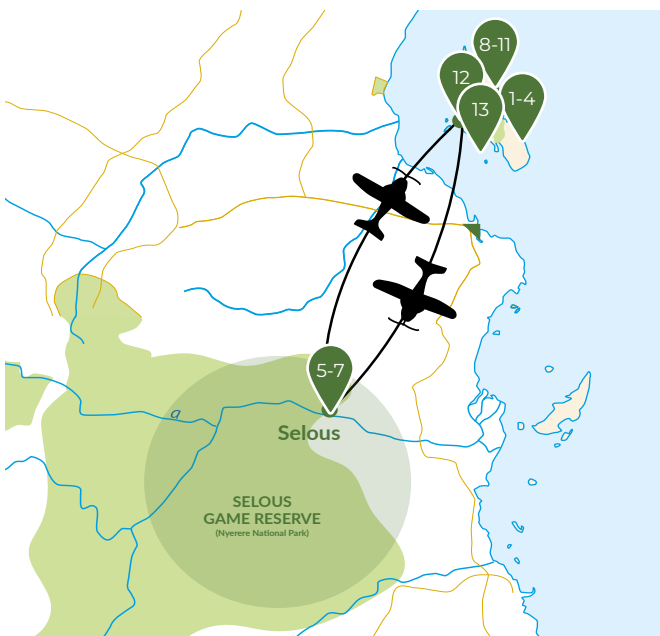 8-11
12
1-4
13
5-7
a
Selous
SELOUS
GAME RESERVE
(Nyerere National Park)